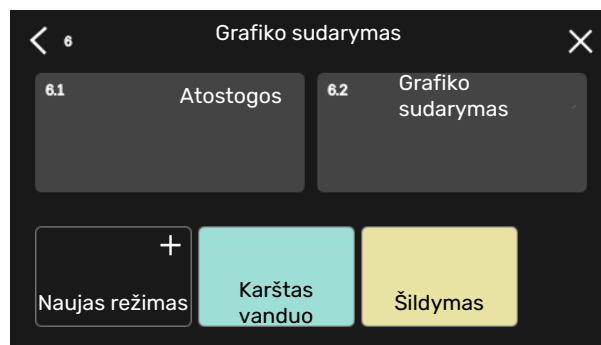 6
Grafiko sudarymas
6.1
Atostogos
6.2
Grafiko
sudarymas
Naujas režimas
Karštas
vanduo
Šildymas